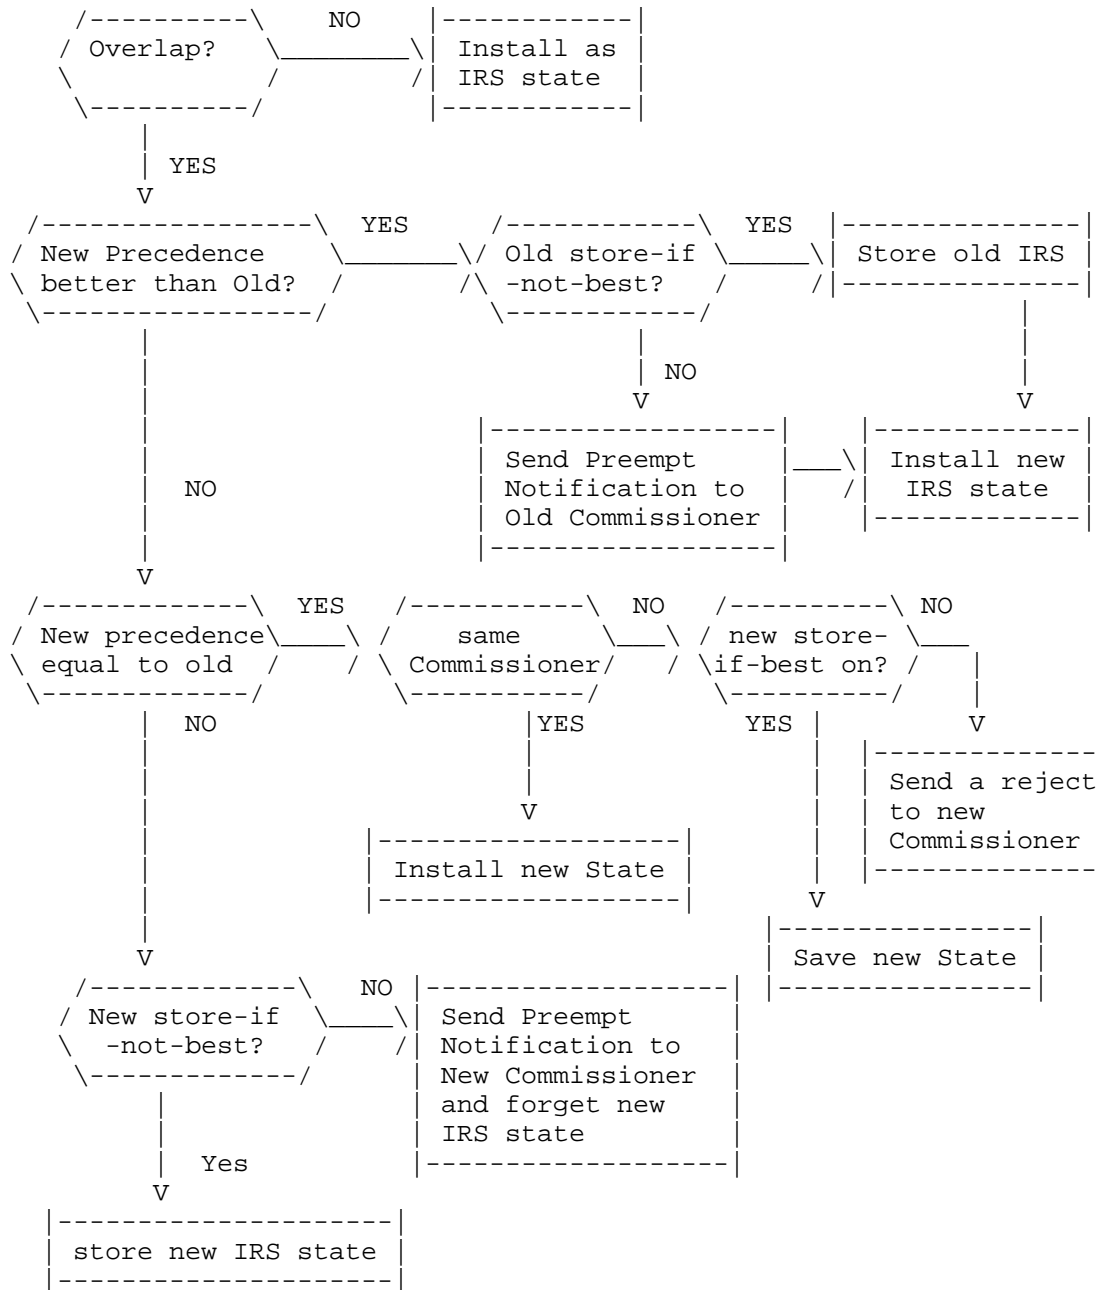 NO
Overlap?
Install as
IRS state
YES
YES
YES
New Precedence
better than Old?
Old store-if
-not-best?
Store old IRS
NO
NO
Send Preempt
Notification to
Old Commissioner
Install new
IRS state
YES
NO
NO
New precedence
equal to old
same
Commissioner
new store-
if-best on?
NO
YES
YES
Send a reject
to new
Commissioner
Install new State
Save new State
NO
New store-if
-not-best?
Send Preempt
Notification to
New Commissioner
and forget new
IRS state
Yes
store new IRS state